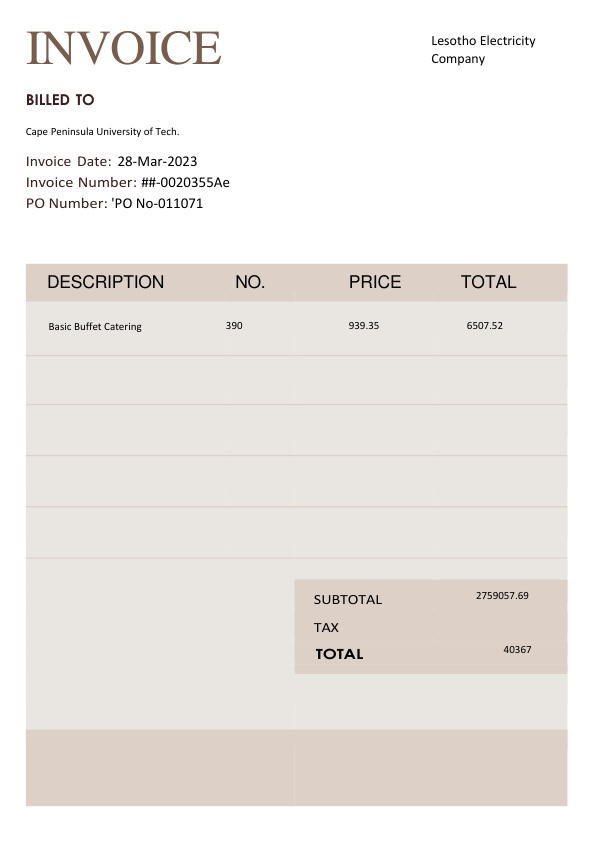 INVOICE
Lesotho Electricity
Company
BILLED TO
Cape Peninsula University of Tech.
Invoice Date: 28-Mar-2023
Invoice Number: ##-0020355Ae
PO Number: 'PO No-011071
DESCRIPTION NO. PRICE TOTAL
Basic Buffet Catering 390 939.35 6507.52
SUBTOTAL 2759057.69
TAX
TOTAL 40367